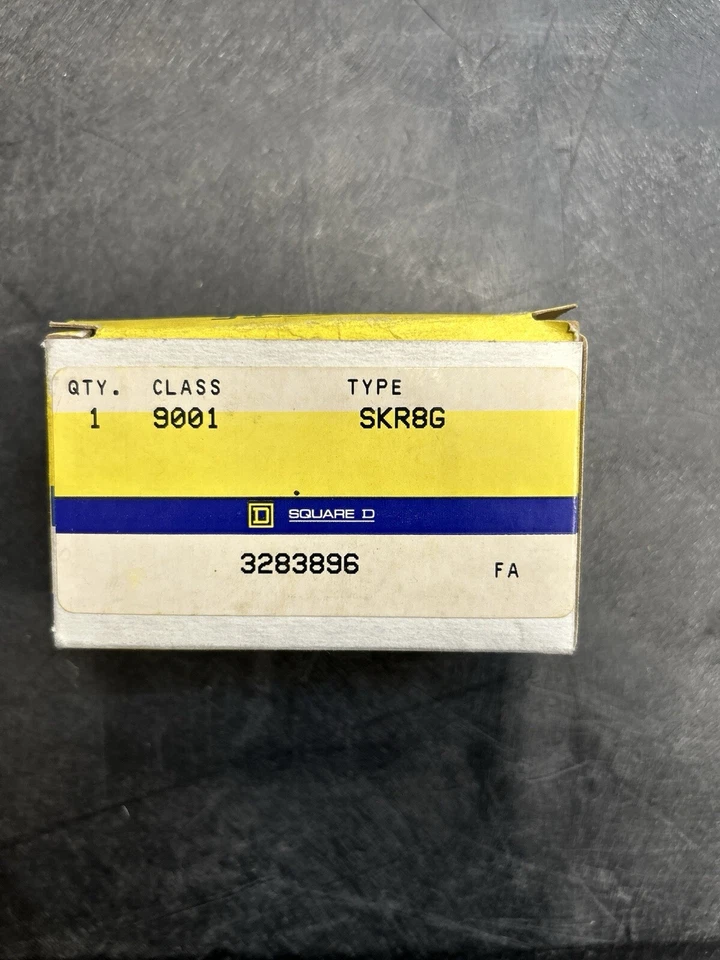 QTY. CLASS TYPE
1 9001 SKR8G
D SQUARE D
3283896 FA